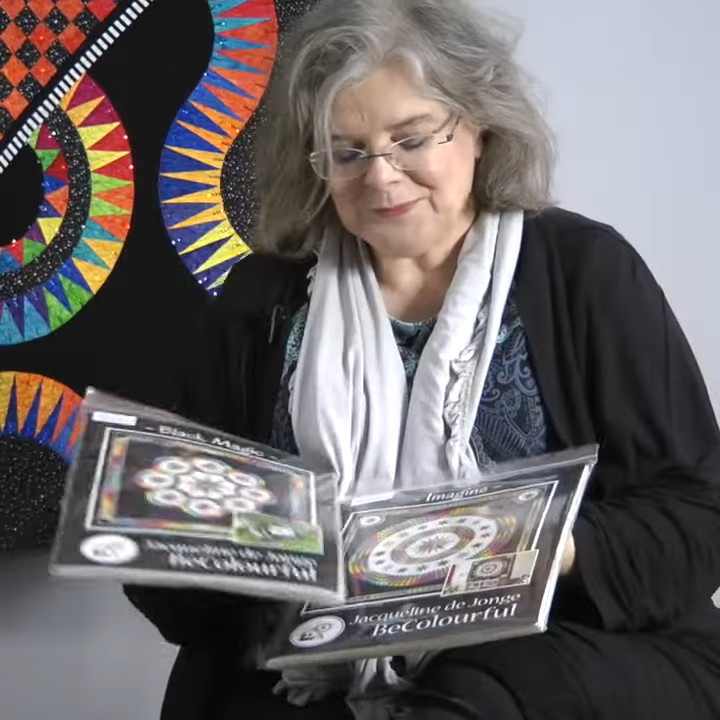 - Black Magic -
Jacqueline de Jonge
BeColourful
- Imagine -
Jacqueline de Jonge
BeColourful